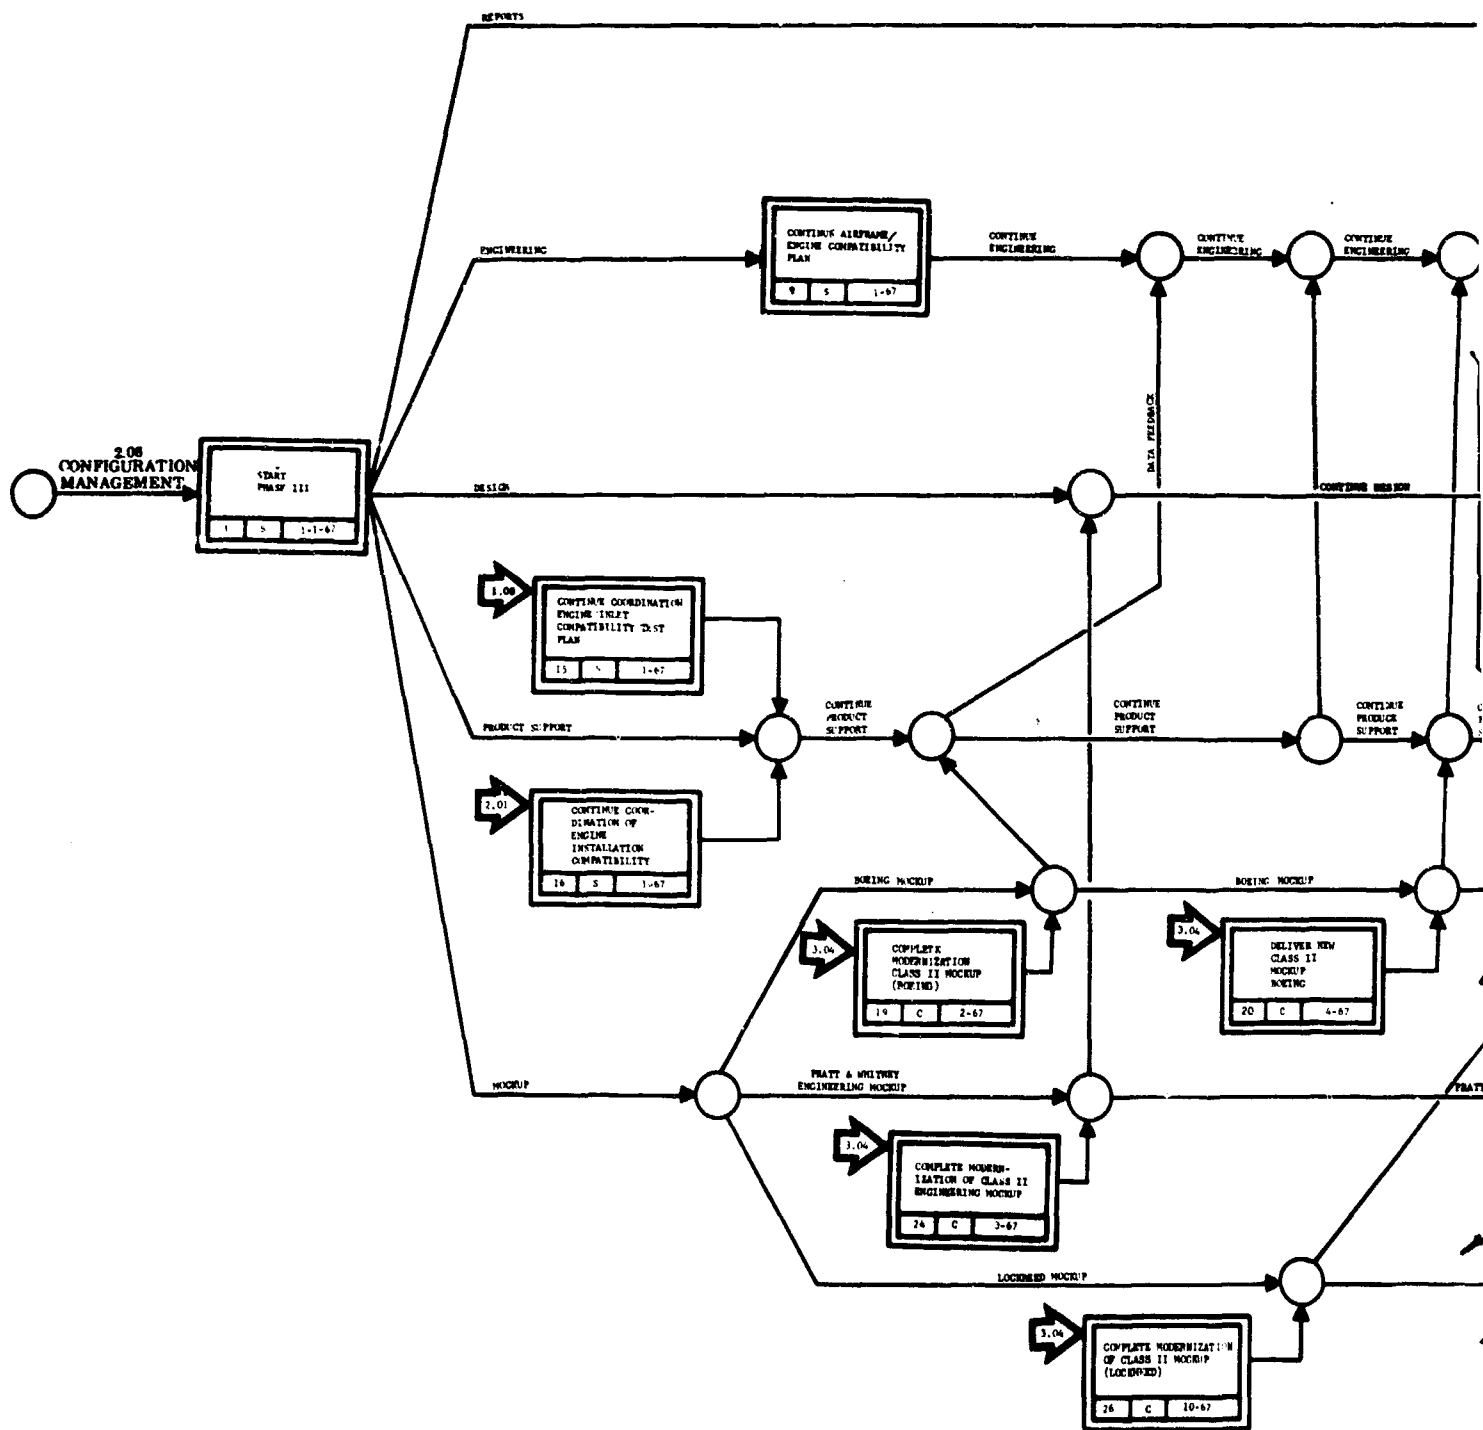 REPORTS
CONTINUE AIRFRAME/
ENGINE COMPATIBILITY
PLAN
9 S 1-67
ENGINEERING
CONTINUE
ENGINEERING
CONTINUE
ENGINEERING
CONTINUE
ENGINEERING
DATA FEEDBACK
2.06
CONFIGURATION
MANAGEMENT
START
PHASE III
1 S 1-1-67
DESIGN
CONTINUE DESIGN
CONTINUE COORDINATION
ENGINE INLET
COMPATIBILITY TEST
PLAN
15 S 1-67
PRODUCT SUPPORT
CONTINUE
PRODUCT
SUPPORT
CONTINUE
PRODUCT
SUPPORT
CONTINUE
PRODUCE
SUPPORT
2.01
CONTINUE COOR-
DINATION OF
ENGINE
INSTALLATION
COMPATIBILITY
16 S 1-67
BOEING MOCKUP
BOEING MOCKUP
3.04
COMPLETE
MODERNIZATION
CLASS II MOCKUP
(BOEING)
19 C 2-67
3.04
DELIVER NEW
CLASS II
MOCKUP
BOEING
20 C 4-67
MOCKUP
PRATT & WHITNEY
ENGINEERING MOCKUP
PRATT
3.04
COMPLETE MODERN-
IZATION OF CLASS II
ENGINEERING MOCKUP
24 C 3-67
LOCKHEED MOCKUP
3.04
COMPLETE MODERNIZATION
OF CLASS II MOCKUP
(LOCKHEED)
26 C 10-67